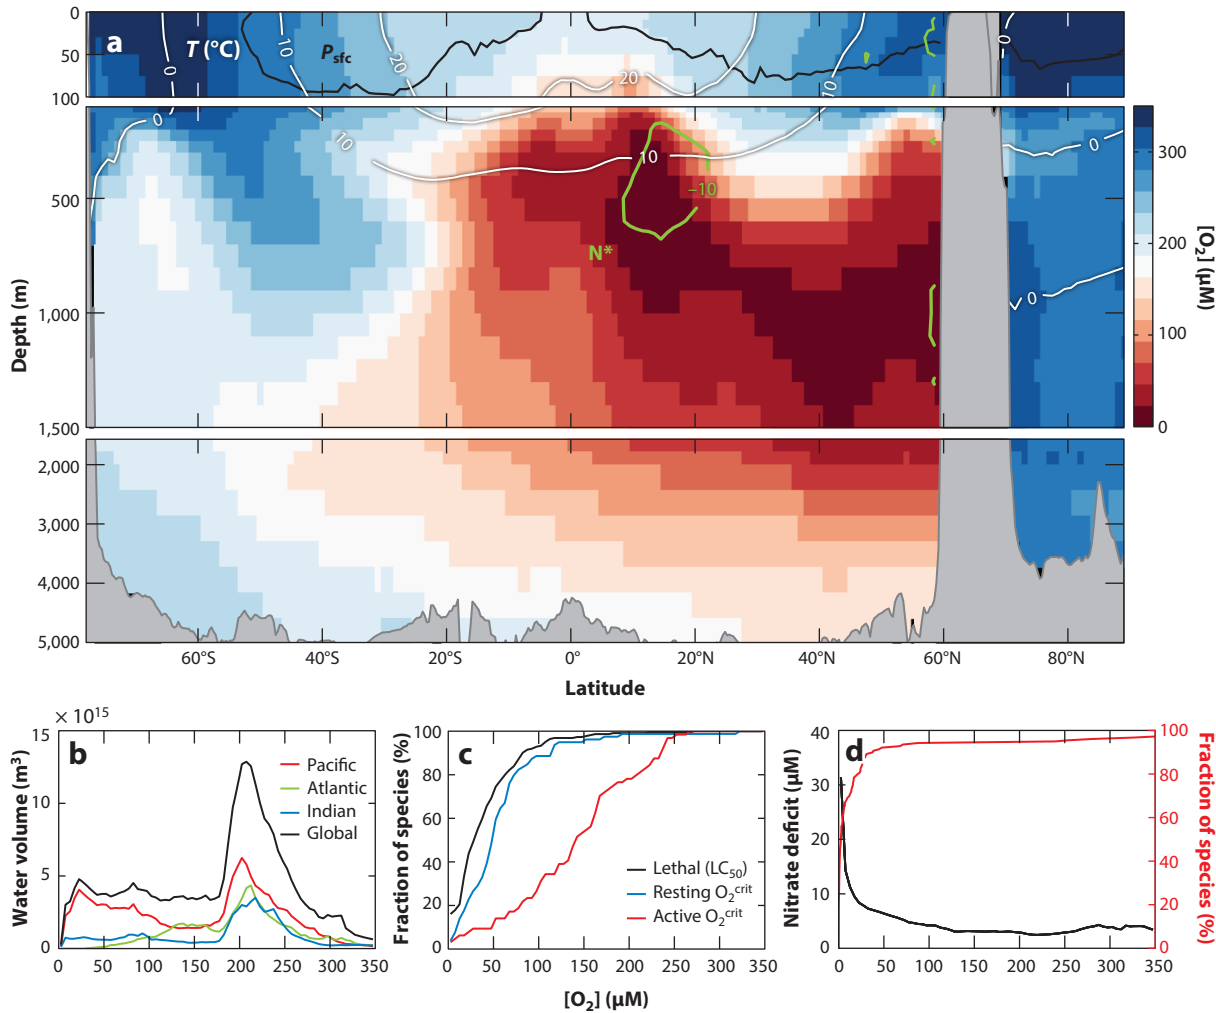 a
T (°C)
P_sfc
0
10
20
20
10
0
0
10
10
0
0
–10
N*
0
50
100
500
1,000
1,500
2,000
3,000
4,000
5,000
Depth (m)
300
200
100
0
[O₂] (μM)
60°S
40°S
20°S
0°
20°N
40°N
60°N
80°N
Latitude
b
× 10¹⁵
15
10
5
0
Water volume (m³)
Pacific
Atlantic
Indian
Global
0
50
100
150
200
250
300
350
c
100
80
60
40
20
0
Fraction of species (%)
Lethal (LC₅₀)
Resting O₂ᶜʳⁱᵗ
Active O₂ᶜʳⁱᵗ
0
50
100
150
200
250
300
350
[O₂] (μM)
d
40
30
20
10
0
Nitrate deficit (μM)
100
80
60
40
20
0
Fraction of species (%)
0
50
100
150
200
250
300
350